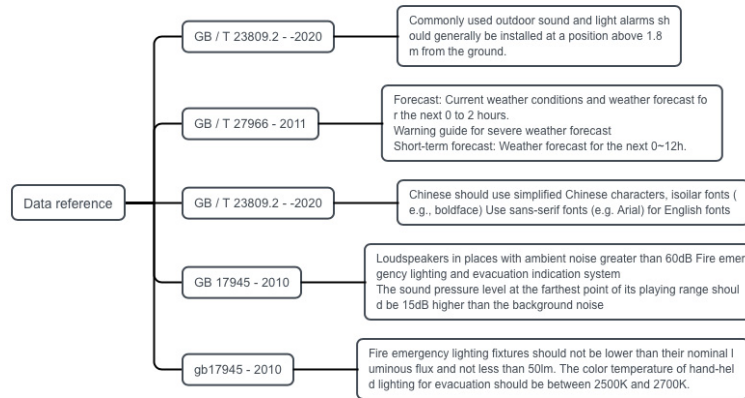 GB / T 23809.2 - -2020
Commonly used outdoor sound and light alarms sh
ould generally be installed at a position above 1.8
m from the ground.
GB / T 27966 - 2011
Forecast: Current weather conditions and weather forecast fo
r the next 0 to 2 hours.
Warning guide for severe weather forecast
Short-term forecast: Weather forecast for the next 0~12h.
Data reference
GB / T 23809.2 - -2020
Chinese should use simplified Chinese characters, isoilar fonts (
e.g., boldface) Use sans-serif fonts (e.g. Arial) for English fonts
GB 17945 - 2010
Loudspeakers in places with ambient noise greater than 60dB Fire emer
gency lighting and evacuation indication system
The sound pressure level at the farthest point of its playing range shoul
d be 15dB higher than the background noise
gb17945 - 2010
Fire emergency lighting fixtures should not be lower than their nominal l
uminous flux and not less than 50lm. The color temperature of hand-hel
d lighting for evacuation should be between 2500K and 2700K.